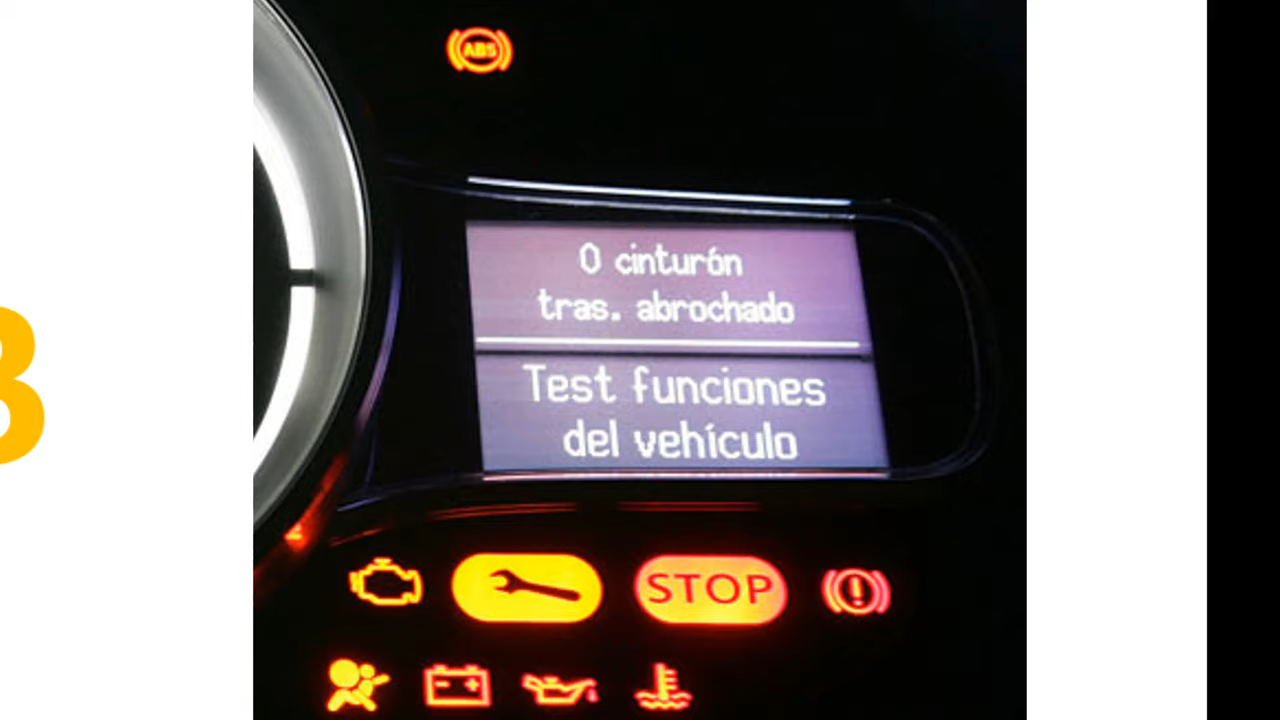 ABS
0 cinturón
tras. abrochado
Test funciones
del vehículo
STOP